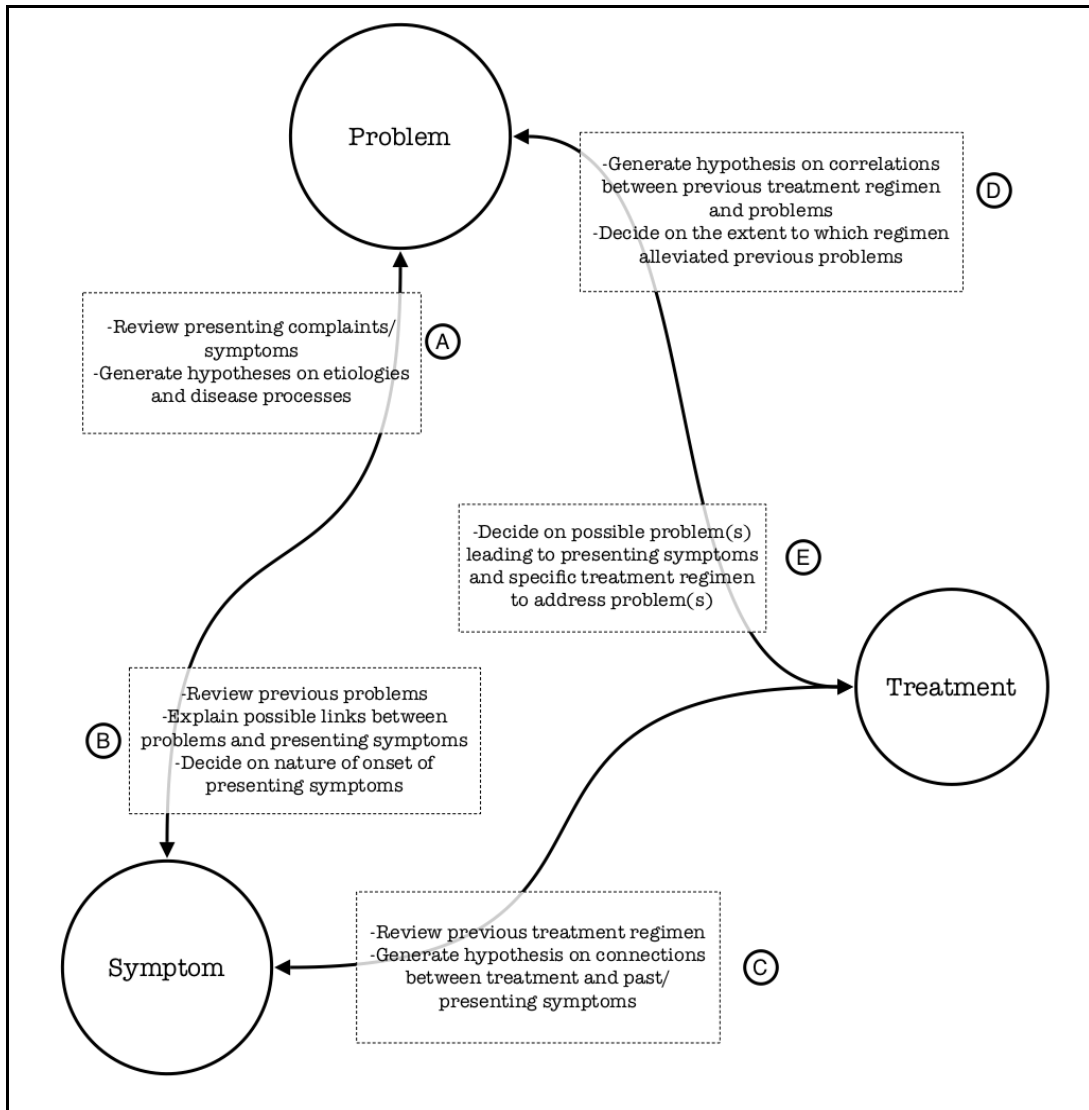 Problem
-Generate hypothesis on correlations
between previous treatment regimen
and problems
-Decide on the extent to which regimen
alleviated previous problems
D
-Review presenting complaints/
symptoms
-Generate hypotheses on etiologies
and disease processes
A
-Decide on possible problem(s)
leading to presenting symptoms
and specific treatment regimen
to address problem(s)
E
Treatment
B
-Review previous problems
-Explain possible links between
problems and presenting symptoms
-Decide on nature of onset of
presenting symptoms
Symptom
-Review previous treatment regimen
-Generate hypothesis on connections
between treatment and past/
presenting symptoms
C